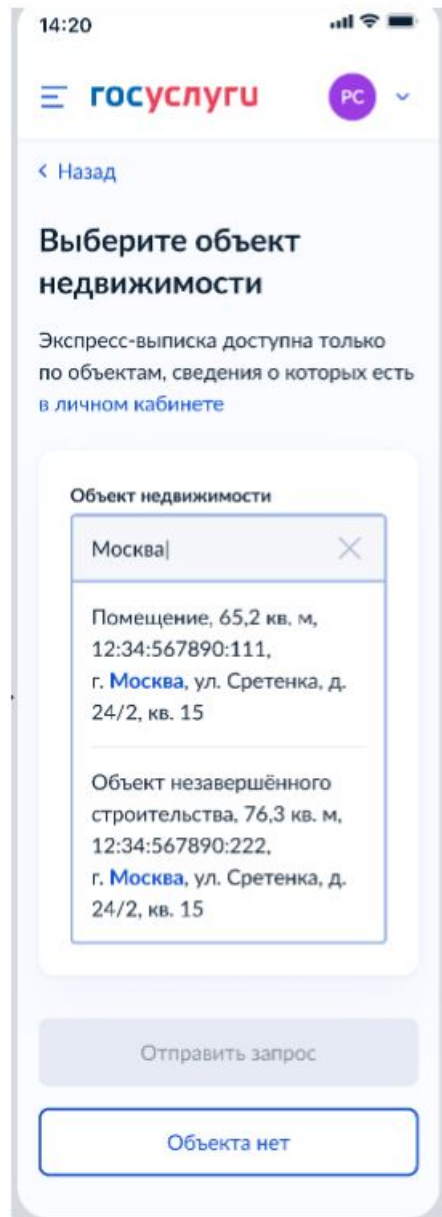 14:20
госуслуги
РС
Назад
Выберите объект
недвижимости
Экспресс-выписка доступна только
по объектам, сведения о которых есть
в личном кабинете
Объект недвижимости
Москва
Помещение, 65,2 кв. м,
12:34:567890:111,
г. Москва, ул. Сретенка, д.
24/2, кв. 15
Объект незавершённого
строительства, 76,3 кв. м,
12:34:567890:222,
г. Москва, ул. Сретенка, д.
24/2, кв. 15
Отправить запрос
Объекта нет